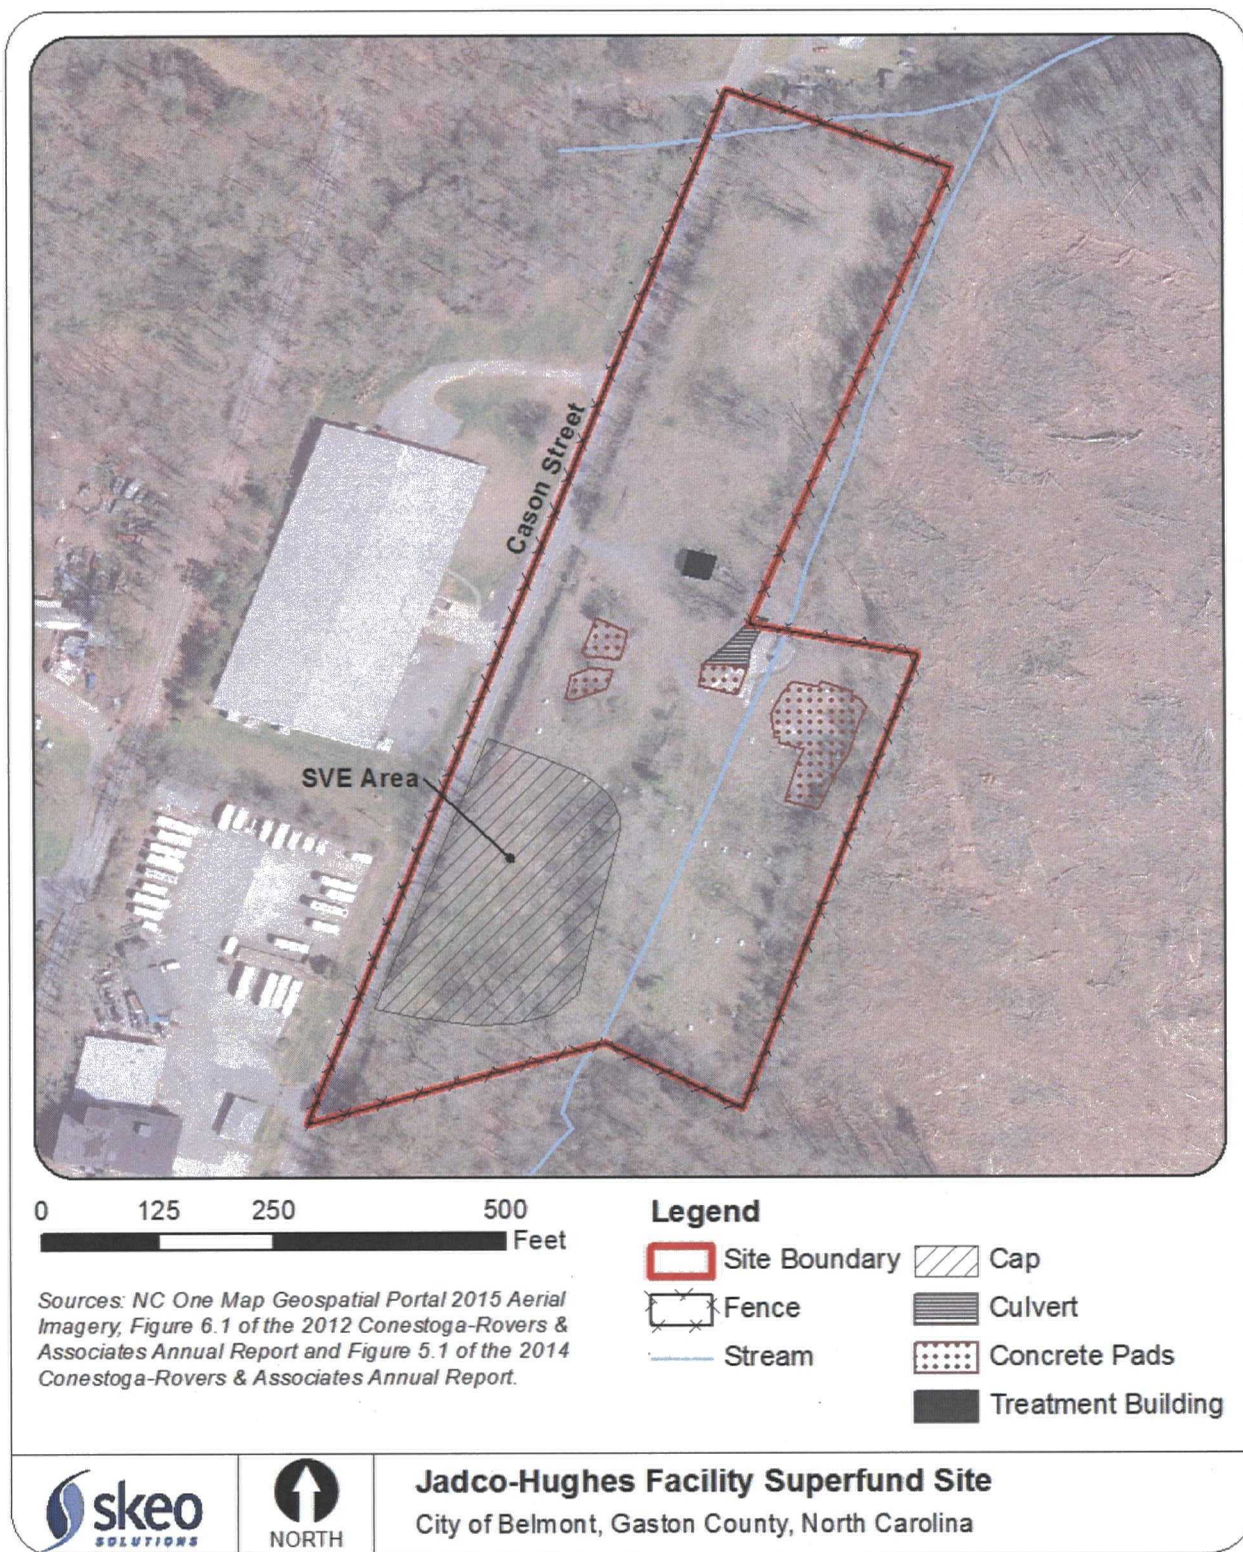 Cason Street
SVE Area
0 125 250 500
Feet
Sources: NC One Map Geospatial Portal 2015 Aerial
Imagery, Figure 6.1 of the 2012 Conestoga-Rovers &
Associates Annual Report and Figure 5.1 of the 2014
Conestoga-Rovers & Associates Annual Report.
Legend
Site Boundary
Fence
Stream
Cap
Culvert
Concrete Pads
Treatment Building
skeo
SOLUTIONS
NORTH
Jadco-Hughes Facility Superfund Site
City of Belmont, Gaston County, North Carolina